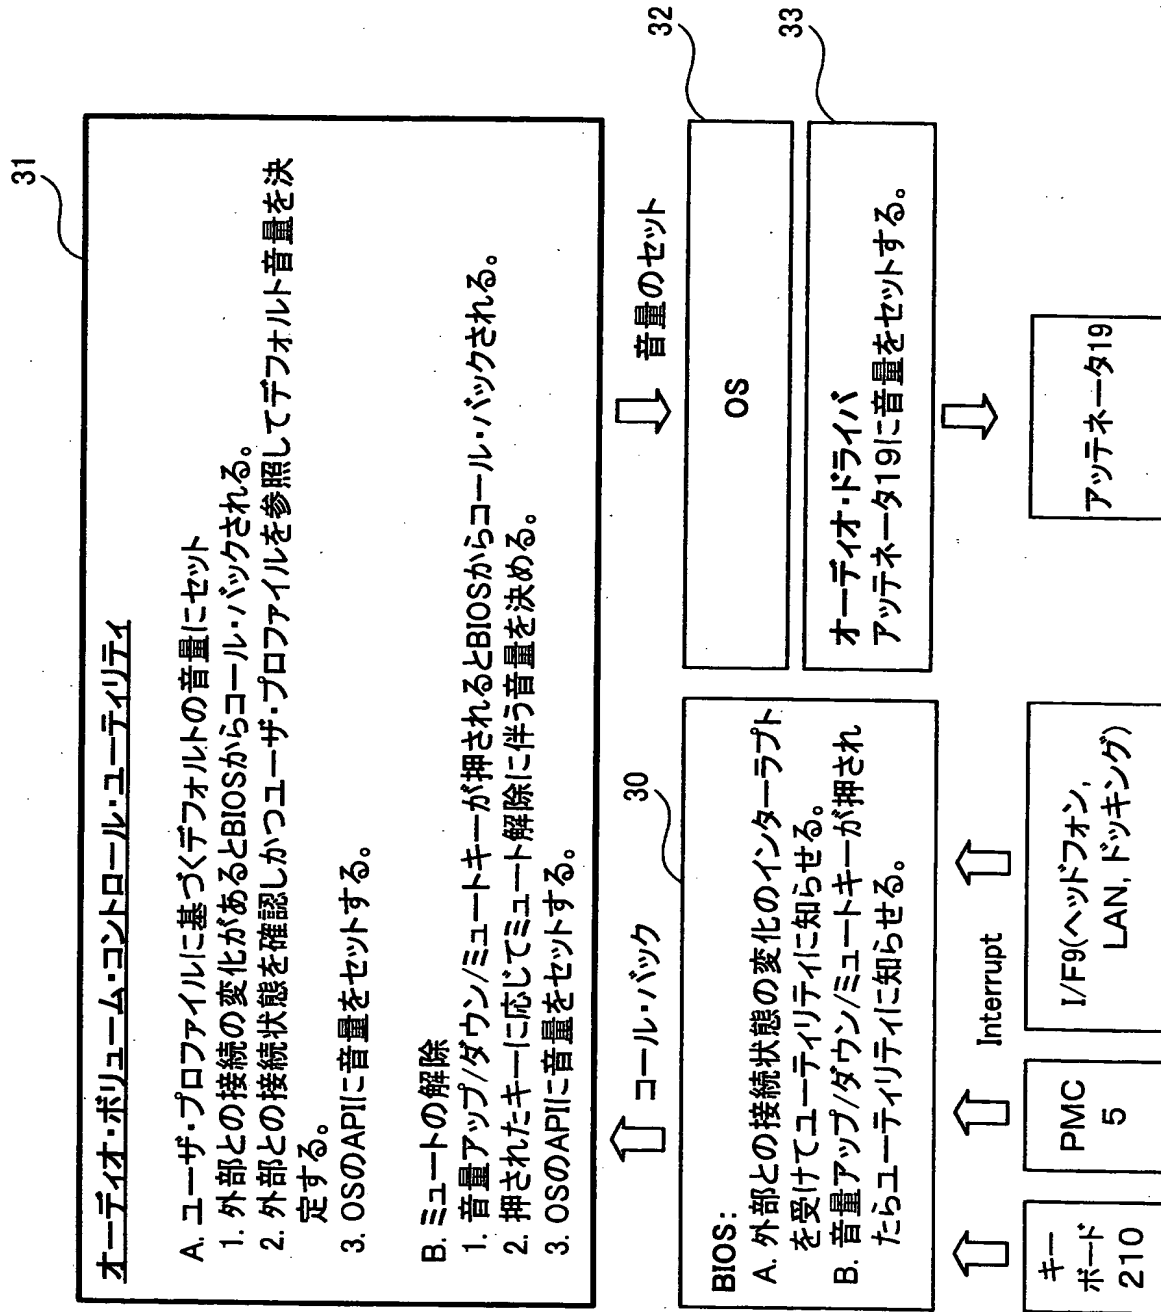 31
オーディオ・ボリューム・コントロール・ユーティリティ
A. ユーザ・プロファイルに基づくデフォルトの音量にセット
1. 外部との接続の変化があるとBIOSからコール・バックされる。
2. 外部との接続状態を確認しかつユーザ・プロファイルを参照してデフォルト音量を決
定する。
3. OSのAPIに音量をセットする。
B. ミュートの解除
1. 音量アップ/ダウン/ミュートキーが押されるとBIOSからコール・バックされる。
2. 押されたキーに応じてミュート解除に伴う音量を決める。
3. OSのAPIに音量をセットする。
コール・バック
音量のセット
30
BIOS:
A. 外部との接続状態の変化のインターラプト
を受けてユーティリティに知らせる。
B. 音量アップ/ダウン/ミュートキーが押され
たらユーティリティに知らせる。
32
OS
33
オーディオ・ドライバ
アッテネータ19に音量をセットする。
Interrupt
キー
ボード
210
PMC
5
I/F9(ヘッドフォン,
LAN, ドッキング)
アッテネータ19